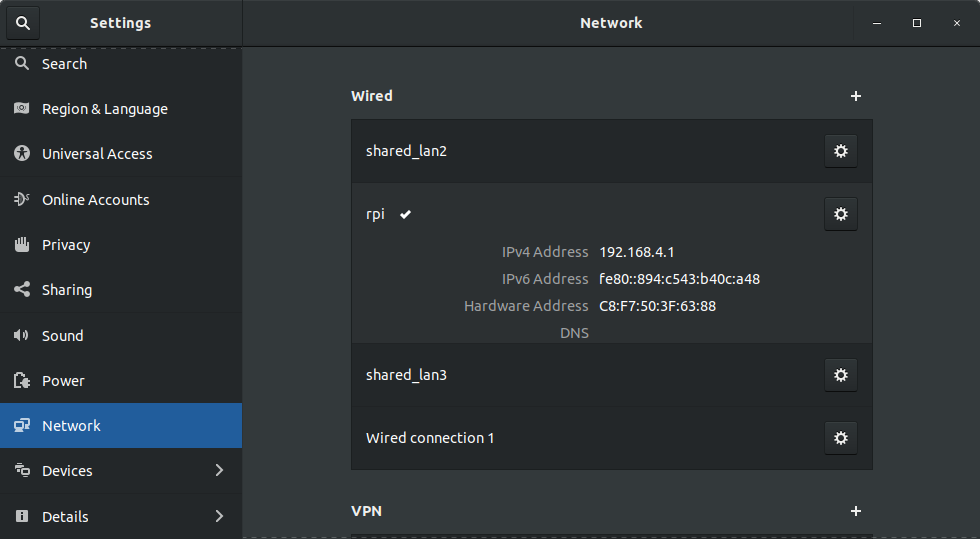 Settings
Network
Search
Region & Language
Universal Access
Online Accounts
Privacy
Sharing
Sound
Power
Network
Devices
Details
Wired
shared_lan2
rpi
IPv4 Address 192.168.4.1
IPv6 Address fe80::894:c543:b40c:a48
Hardware Address C8:F7:50:3F:63:88
DNS
shared_lan3
Wired connection 1
VPN